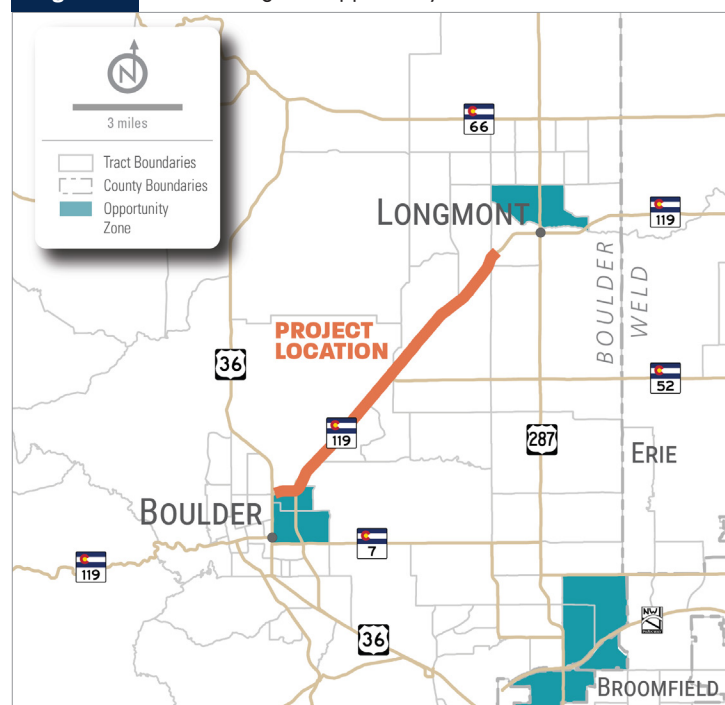 N
3 miles
Tract Boundaries
County Boundaries
Opportunity
Zone
66
LONGMONT
119
BOULDER
WELD
PROJECT
LOCATION
36
52
119
287
ERIE
BOULDER
7
119
36
NW
BROOMFIELD